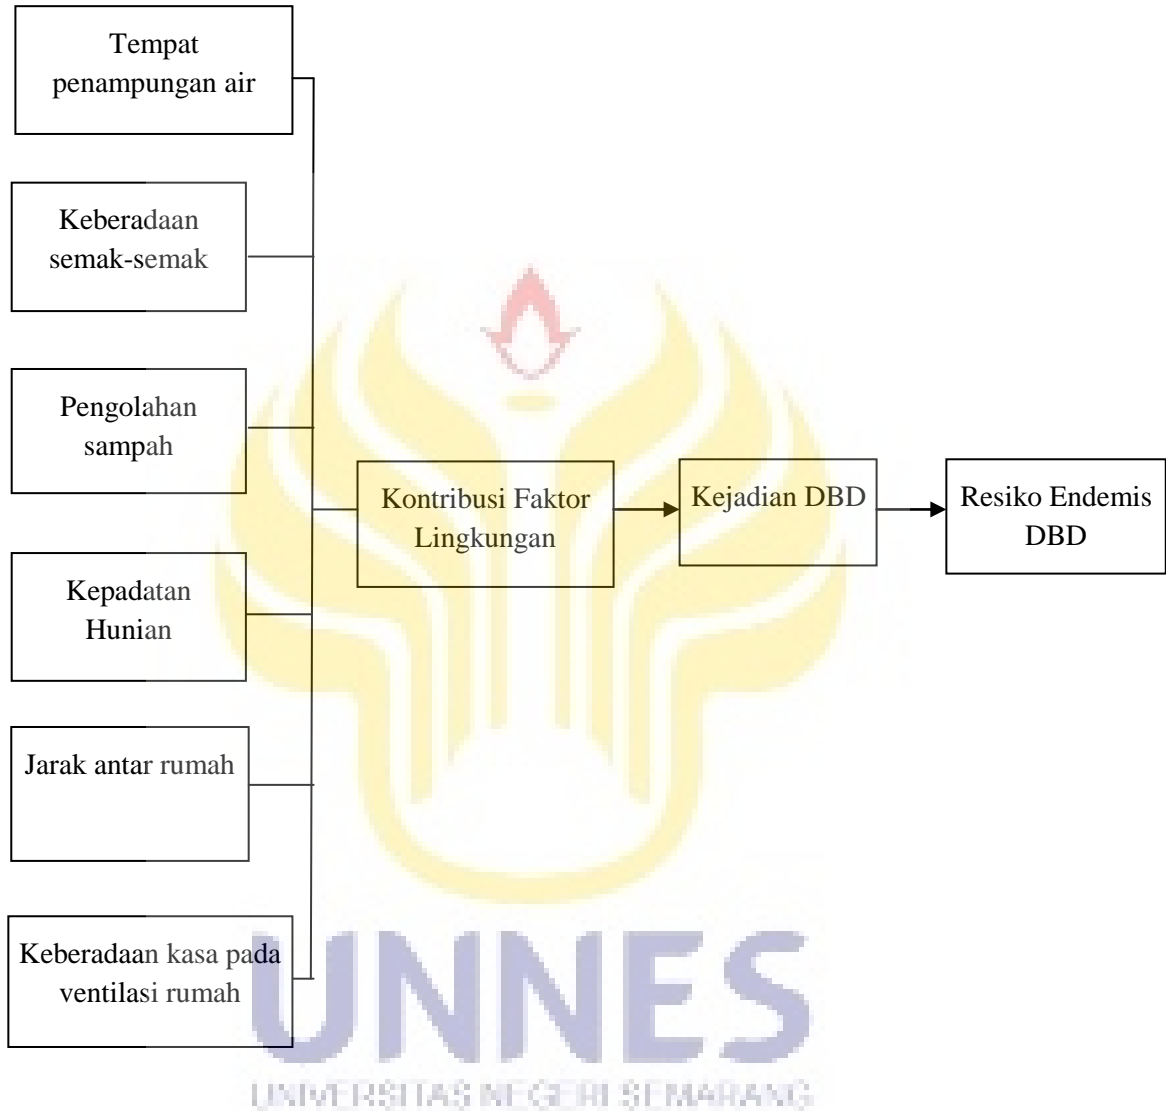 Tempat
penampungan air
Keberadaan
semak-semak
Pengolahan
sampah
Kepadatan
Hunian
Jarak antar rumah
Keberadaan kasa pada
ventilasi rumah
Kontribusi Faktor
Lingkungan
Kejadian DBD
Resiko Endemis
DBD
UNNES
UNIVERSITAS NEGERI SEMARANG